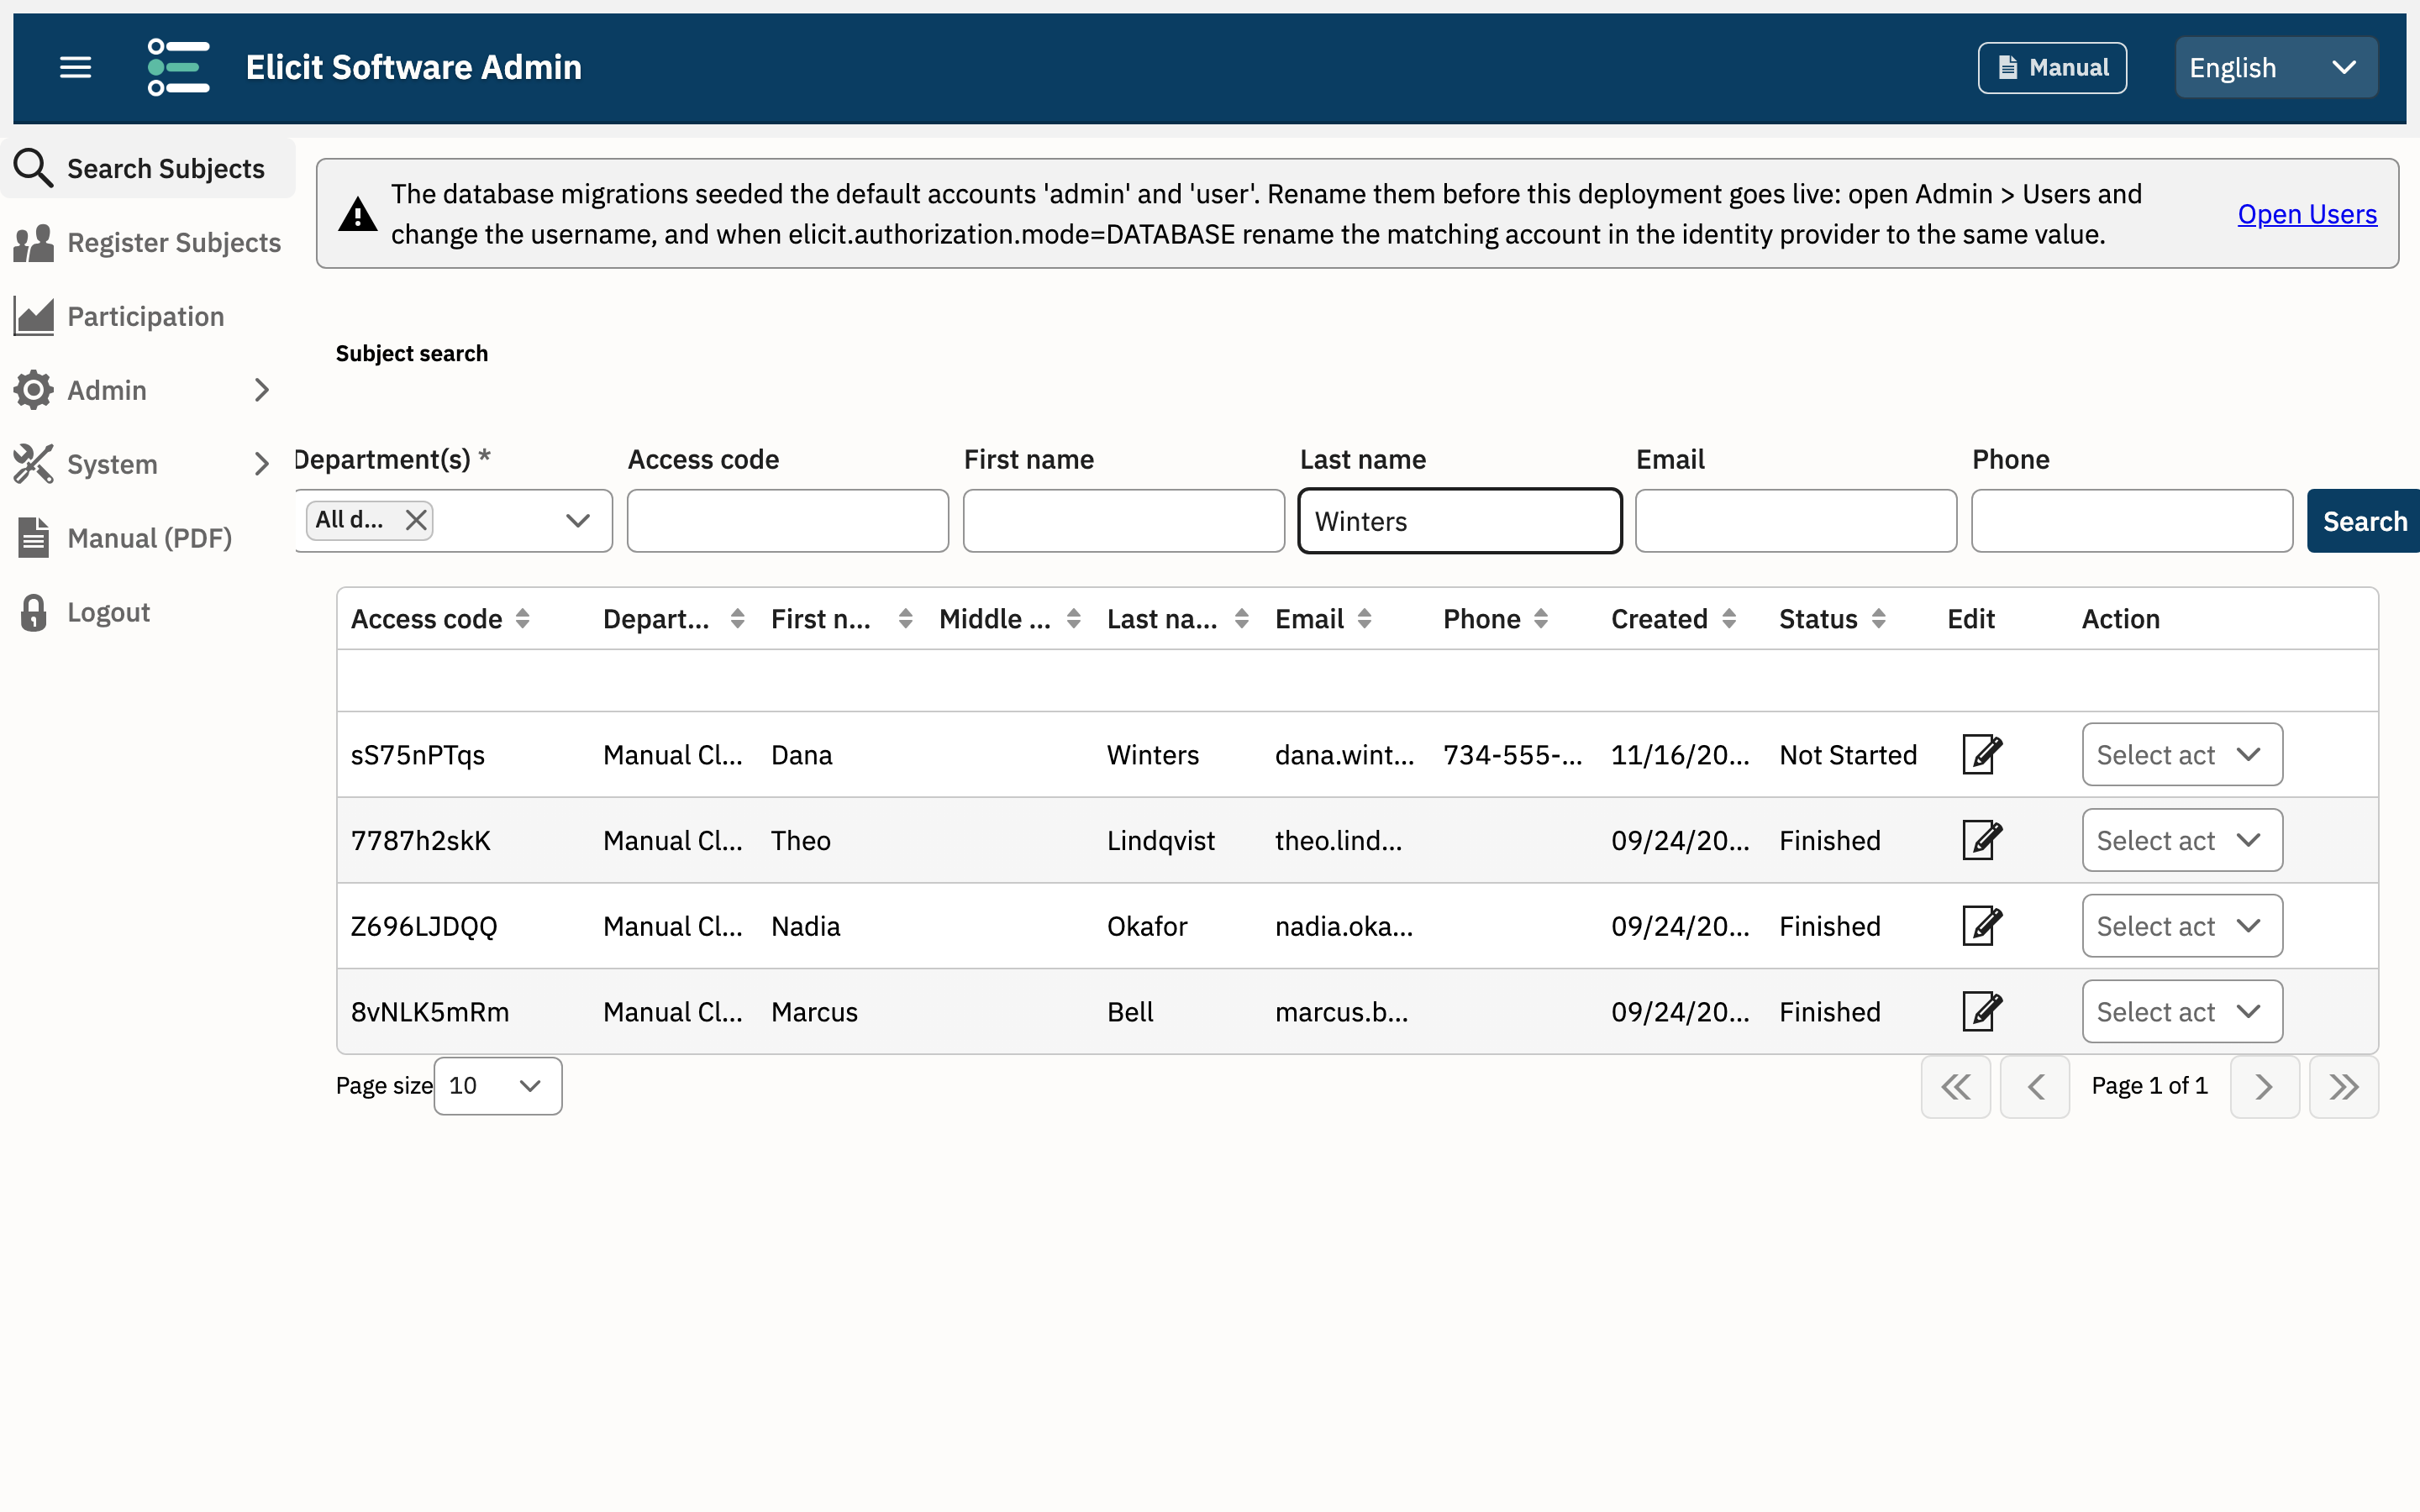 Elicit Software Admin
Manual
English
Search Subjects
Register Subjects
Participation
Admin
System
Manual (PDF)
Logout
The database migrations seeded the default accounts 'admin' and 'user'. Rename them before this deployment goes live: open Admin > Users and
change the username, and when elicit.authorization.mode=DATABASE rename the matching account in the identity provider to the same value.
Open Users
Subject search
Department(s) * Access code First name Last name Email Phone
All d... Winters Search
Access code Depart... First n... Middle ... Last na... Email Phone Created Status Edit Action
sS75nPTqs Manual Cl... Dana Winters dana.wint... 734-555-... 11/16/20... Not Started Select act
7787h2skK Manual Cl... Theo Lindqvist theo.lind... 09/24/20... Finished Select act
Z696LJDQQ Manual Cl... Nadia Okafor nadia.oka... 09/24/20... Finished Select act
8vNLK5mRm Manual Cl... Marcus Bell marcus.b... 09/24/20... Finished Select act
Page size 10 Page 1 of 1